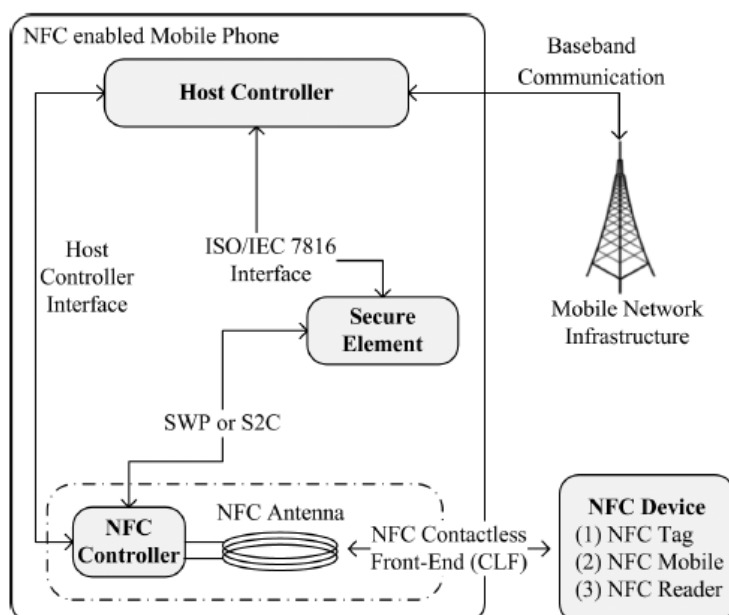 NFC enabled Mobile Phone
Host Controller
Baseband
Communication
Host
Controller
Interface
ISO/IEC 7816
Interface
Mobile Network
Infrastructure
Secure
Element
SWP or S2C
NFC
Controller
NFC Antenna
NFC Contactless
Front-End (CLF)
NFC Device
(1) NFC Tag
(2) NFC Mobile
(3) NFC Reader